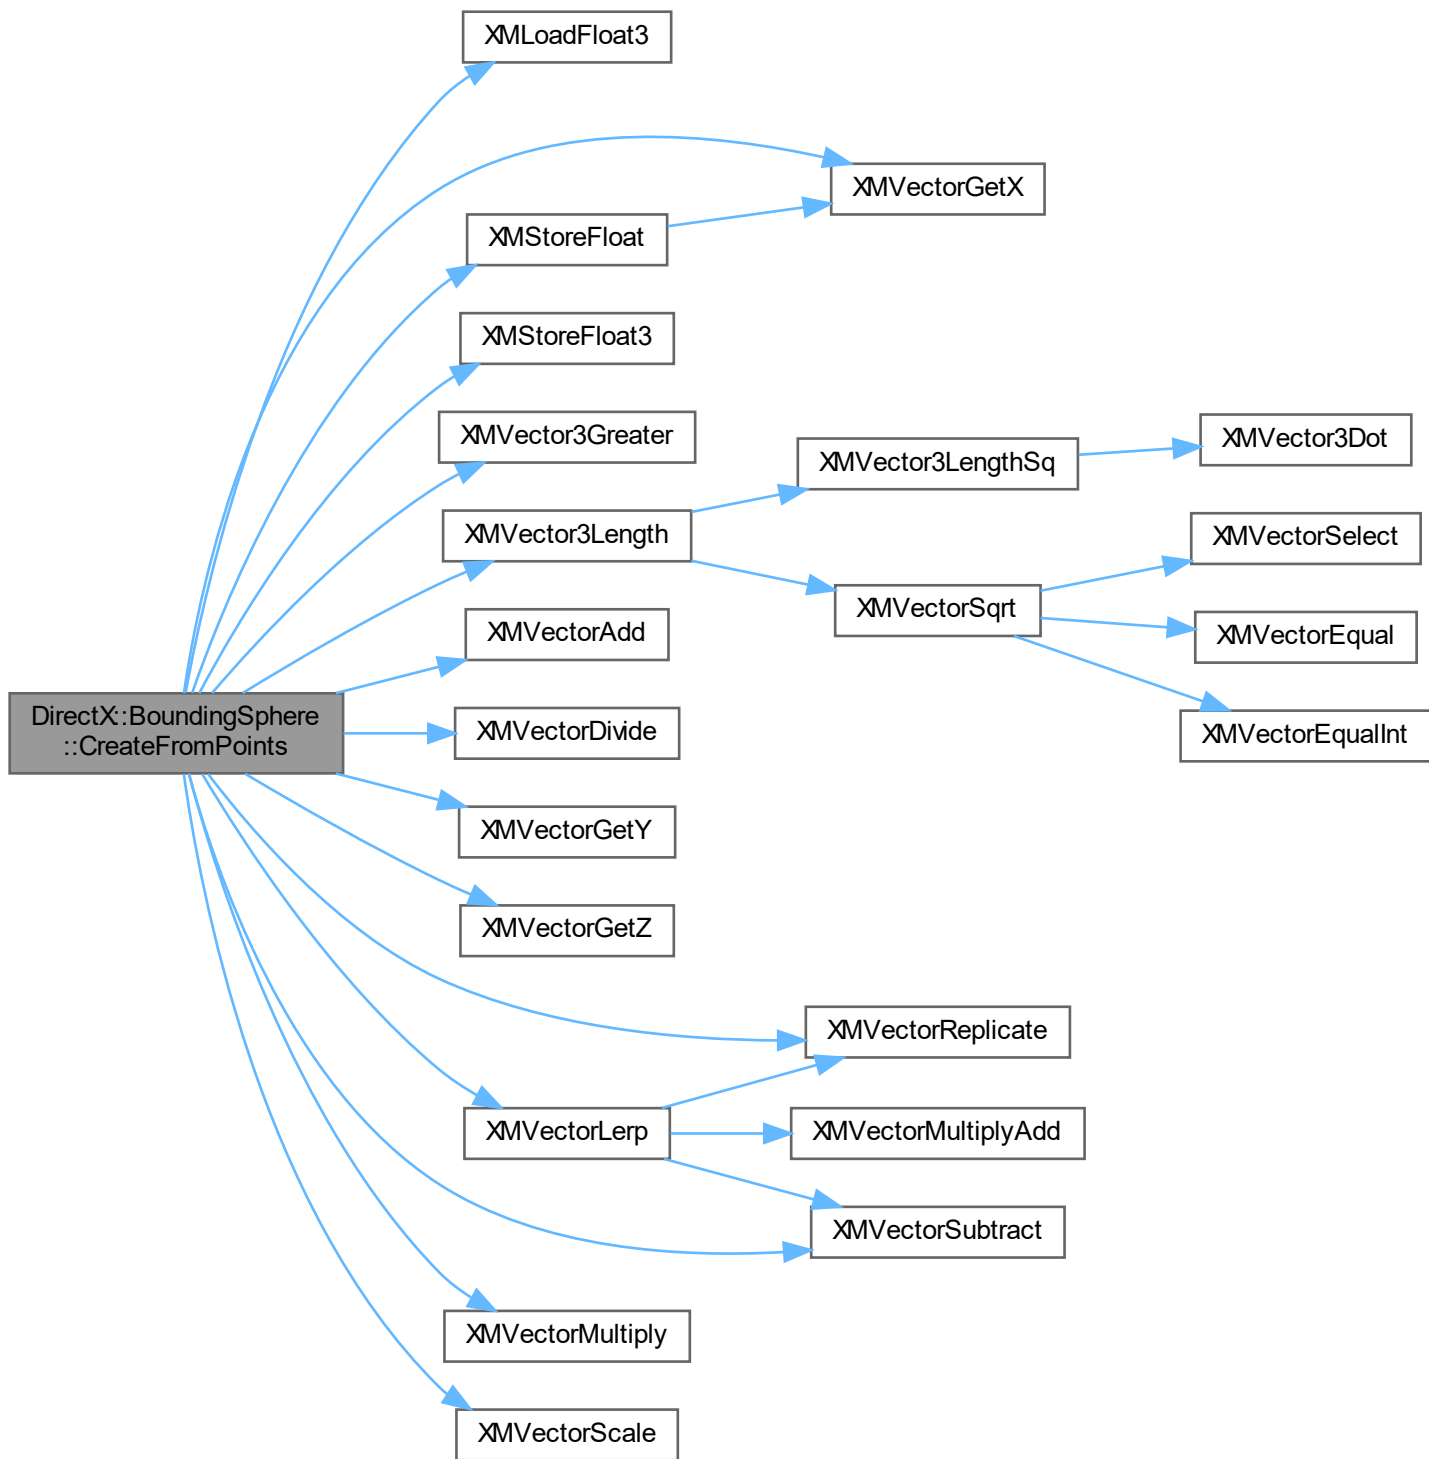 XMLoadFloat3
XMVectorGetX
XMStoreFloat
XMStoreFloat3
XMVector3Greater
XMVector3Dot
XMVector3LengthSq
XMVector3Length
XMVectorSelect
XMVectorSqrt
XMVectorAdd
XMVectorEqual
DirectX::BoundingSphere
::CreateFromPoints
XMVectorDivide
XMVectorEqualInt
XMVectorGetY
XMVectorGetZ
XMVectorReplicate
XMVectorLerp
XMVectorMultiplyAdd
XMVectorSubtract
XMVectorMultiply
XMVectorScale